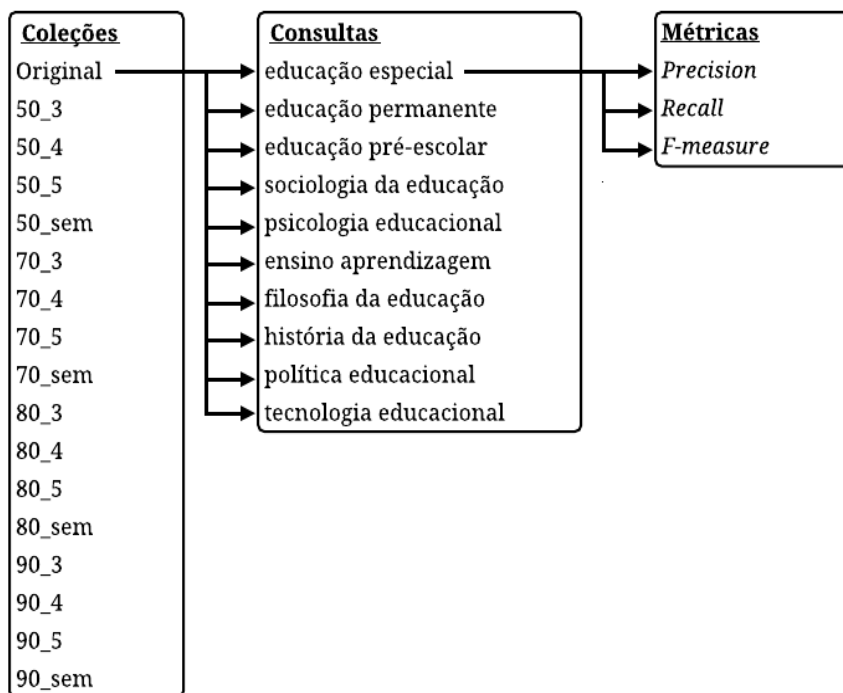 Coleções
Original
50_3
50_4
50_5
50_sem
70_3
70_4
70_5
70_sem
80_3
80_4
80_5
80_sem
90_3
90_4
90_5
90_sem
Consultas
educação especial
educação permanente
educação pré-escolar
sociologia da educação
psicologia educacional
ensino aprendizagem
filosofia da educação
história da educação
política educacional
tecnologia educacional
Métricas
Precision
Recall
F-measure